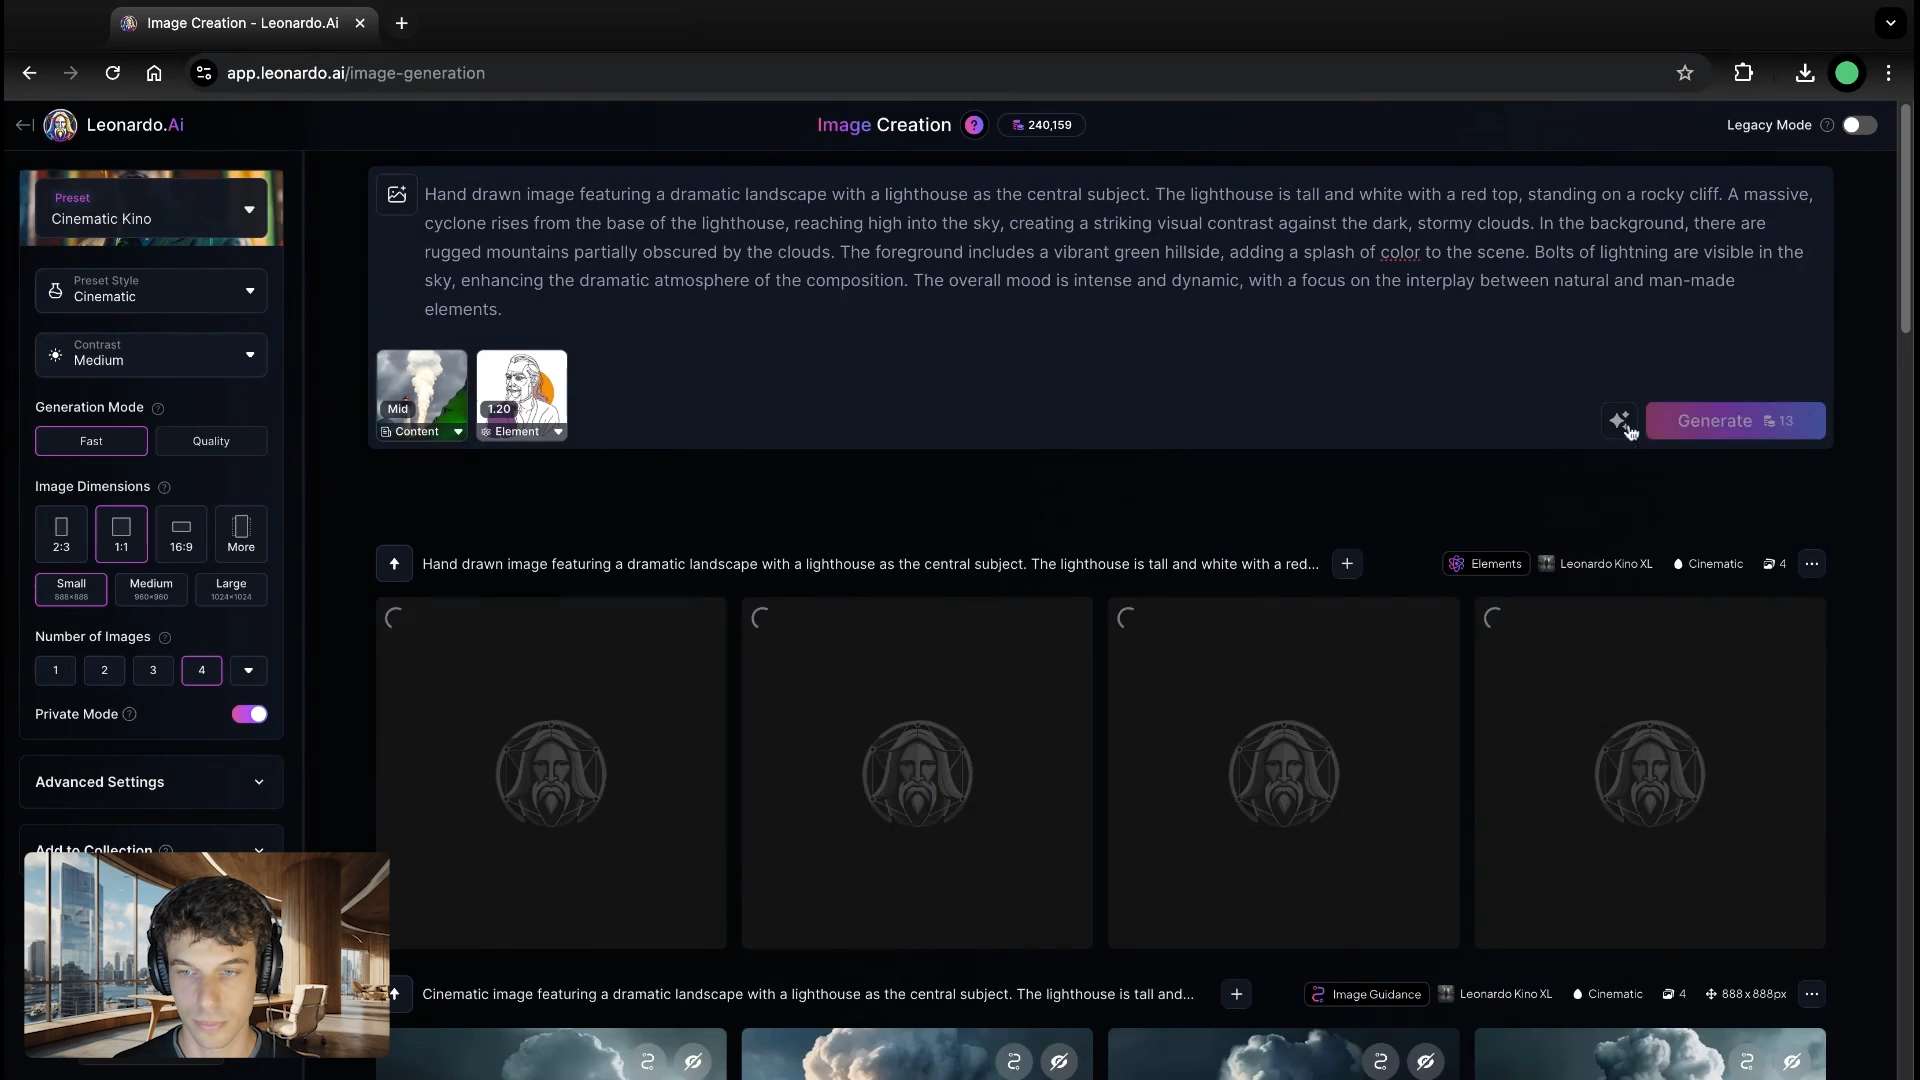 Image Creation - Leonardo.Ai
app.leonardo.ai/image-generation
Leonardo.Ai
Image Creation ? 240,159
Legacy Mode ?
Preset
Cinematic Kino
Preset Style
Cinematic
Contrast
Medium
Generation Mode ?
Fast
Quality
Image Dimensions ?
2:3
1:1
16:9
More
Small
888×888
Medium
960×960
Large
1024×1024
Number of Images ?
1
2
3
4
Private Mode ?
Advanced Settings
Add to Collection ?
Hand drawn image featuring a dramatic landscape with a lighthouse as the central subject. The lighthouse is tall and white with a red top, standing on a rocky cliff. A massive,
cyclone rises from the base of the lighthouse, reaching high into the sky, creating a striking visual contrast against the dark, stormy clouds. In the background, there are
rugged mountains partially obscured by the clouds. The foreground includes a vibrant green hillside, adding a splash of color to the scene. Bolts of lightning are visible in the
sky, enhancing the dramatic atmosphere of the composition. The overall mood is intense and dynamic, with a focus on the interplay between natural and man-made
elements.
Mid
Content
1.20
Element
Generate 13
Hand drawn image featuring a dramatic landscape with a lighthouse as the central subject. The lighthouse is tall and white with a red...
Elements
Leonardo Kino XL
Cinematic
4
Cinematic image featuring a dramatic landscape with a lighthouse as the central subject. The lighthouse is tall and...
Image Guidance
Leonardo Kino XL
Cinematic
4
888 x 888px